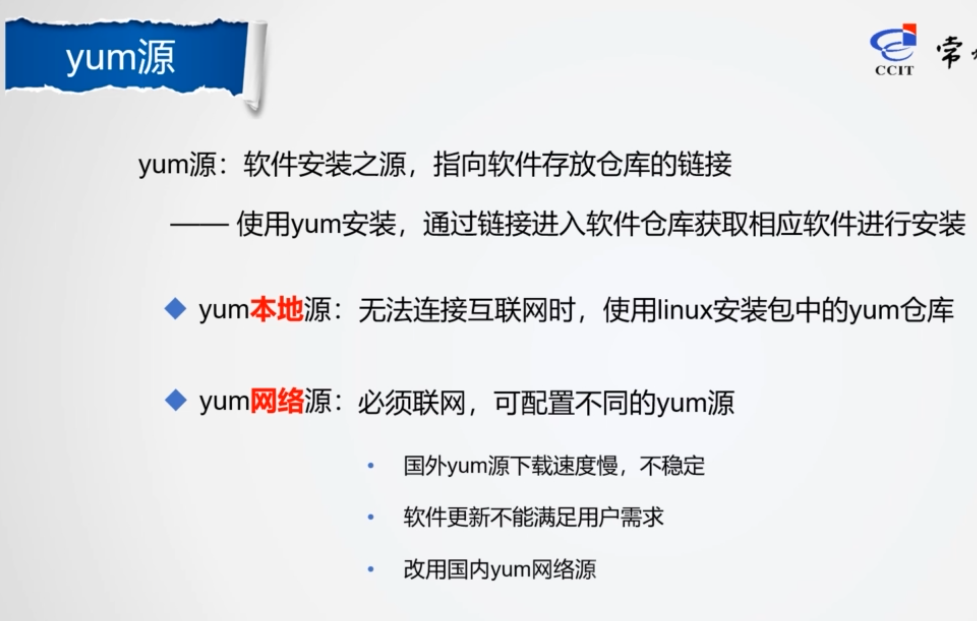 yum源
CCIT
常
yum源：软件安装之源，指向软件存放仓库的链接
—— 使用yum安装，通过链接进入软件仓库获取相应软件进行安装
yum本地源：无法连接互联网时，使用linux安装包中的yum仓库
yum网络源：必须联网，可配置不同的yum源
国外yum源下载速度慢，不稳定
软件更新不能满足用户需求
改用国内yum网络源